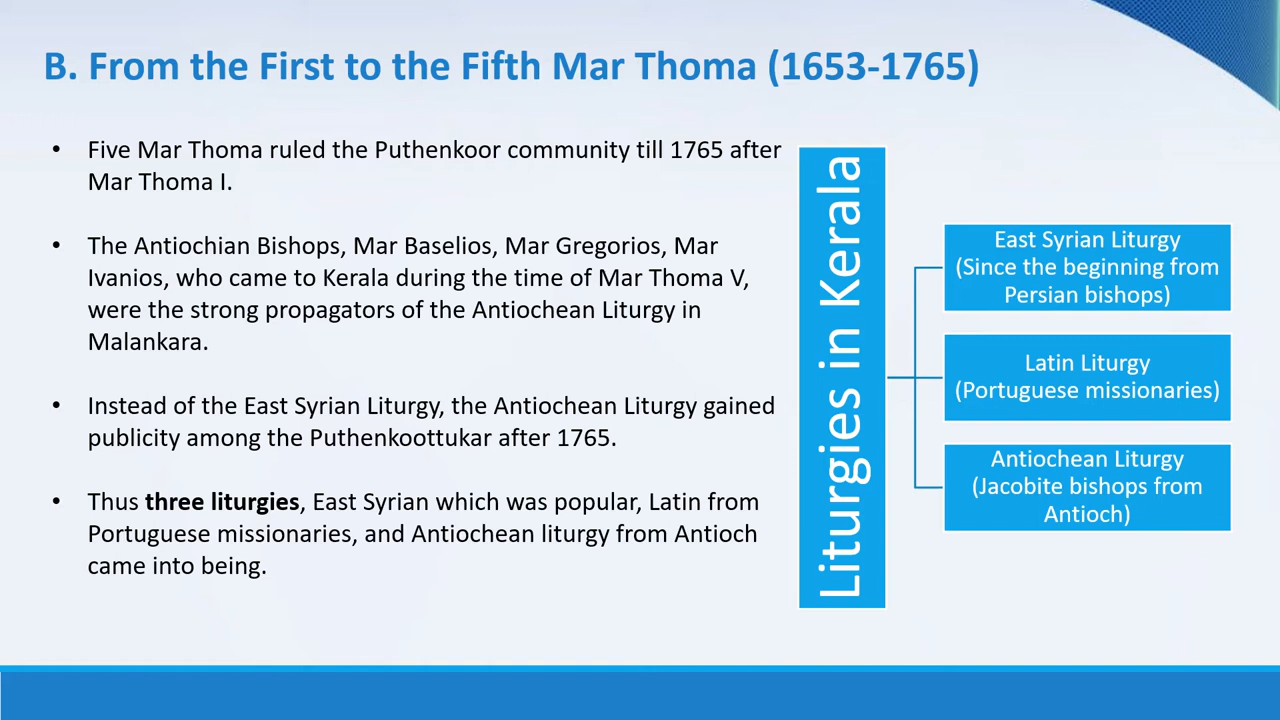 B. From the First to the Fifth Mar Thoma (1653-1765)
• Five Mar Thoma ruled the Puthenkoor community till 1765 after
Mar Thoma I.
• The Antiochian Bishops, Mar Baselios, Mar Gregorios, Mar
Ivanios, who came to Kerala during the time of Mar Thoma V,
were the strong propagators of the Antiochean Liturgy in
Malankara.
• Instead of the East Syrian Liturgy, the Antiochean Liturgy gained
publicity among the Puthenkoottukar after 1765.
• Thus three liturgies, East Syrian which was popular, Latin from
Portuguese missionaries, and Antiochean liturgy from Antioch
came into being.
Liturgies in Kerala
East Syrian Liturgy
(Since the beginning from
Persian bishops)
Latin Liturgy
(Portuguese missionaries)
Antiochean Liturgy
(Jacobite bishops from
Antioch)